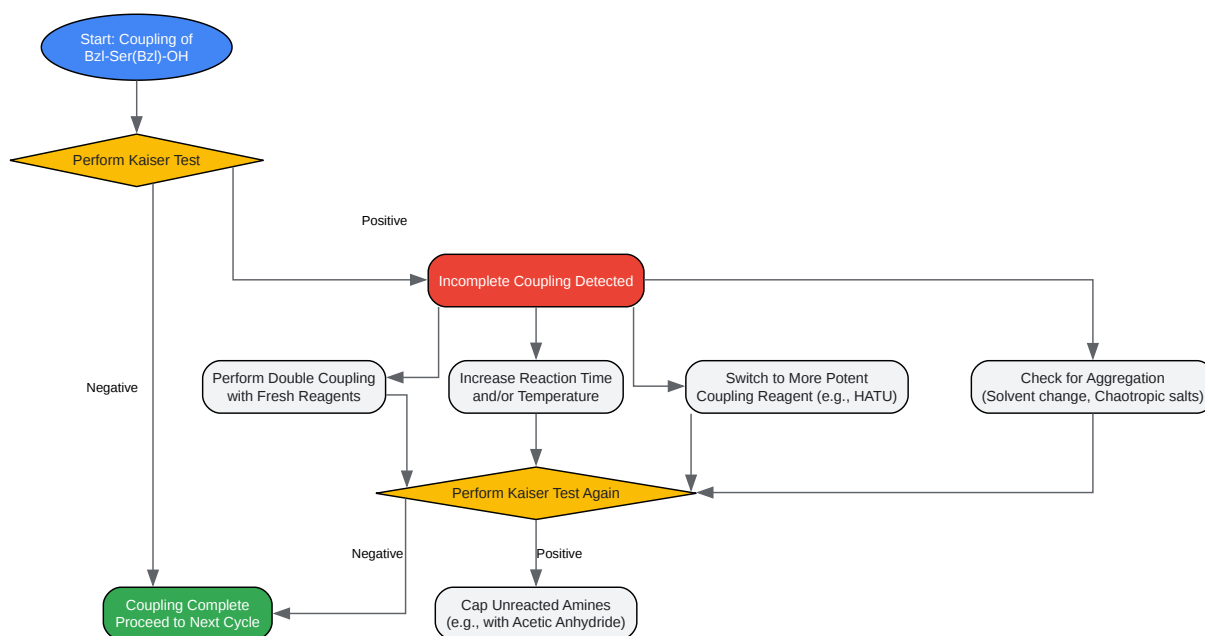 Start: Coupling of
Bzl-Ser(Bzl)-OH
Perform Kaiser Test
Positive
Incomplete Coupling Detected
Negative
Perform Double Coupling
with Fresh Reagents
Increase Reaction Time
and/or Temperature
Switch to More Potent
Coupling Reagent (e.g., HATU)
Check for Aggregation
(Solvent change, Chaotropic salts)
Perform Kaiser Test Again
Negative
Positive
Coupling Complete
Proceed to Next Cycle
Cap Unreacted Amines
(e.g., with Acetic Anhydride)